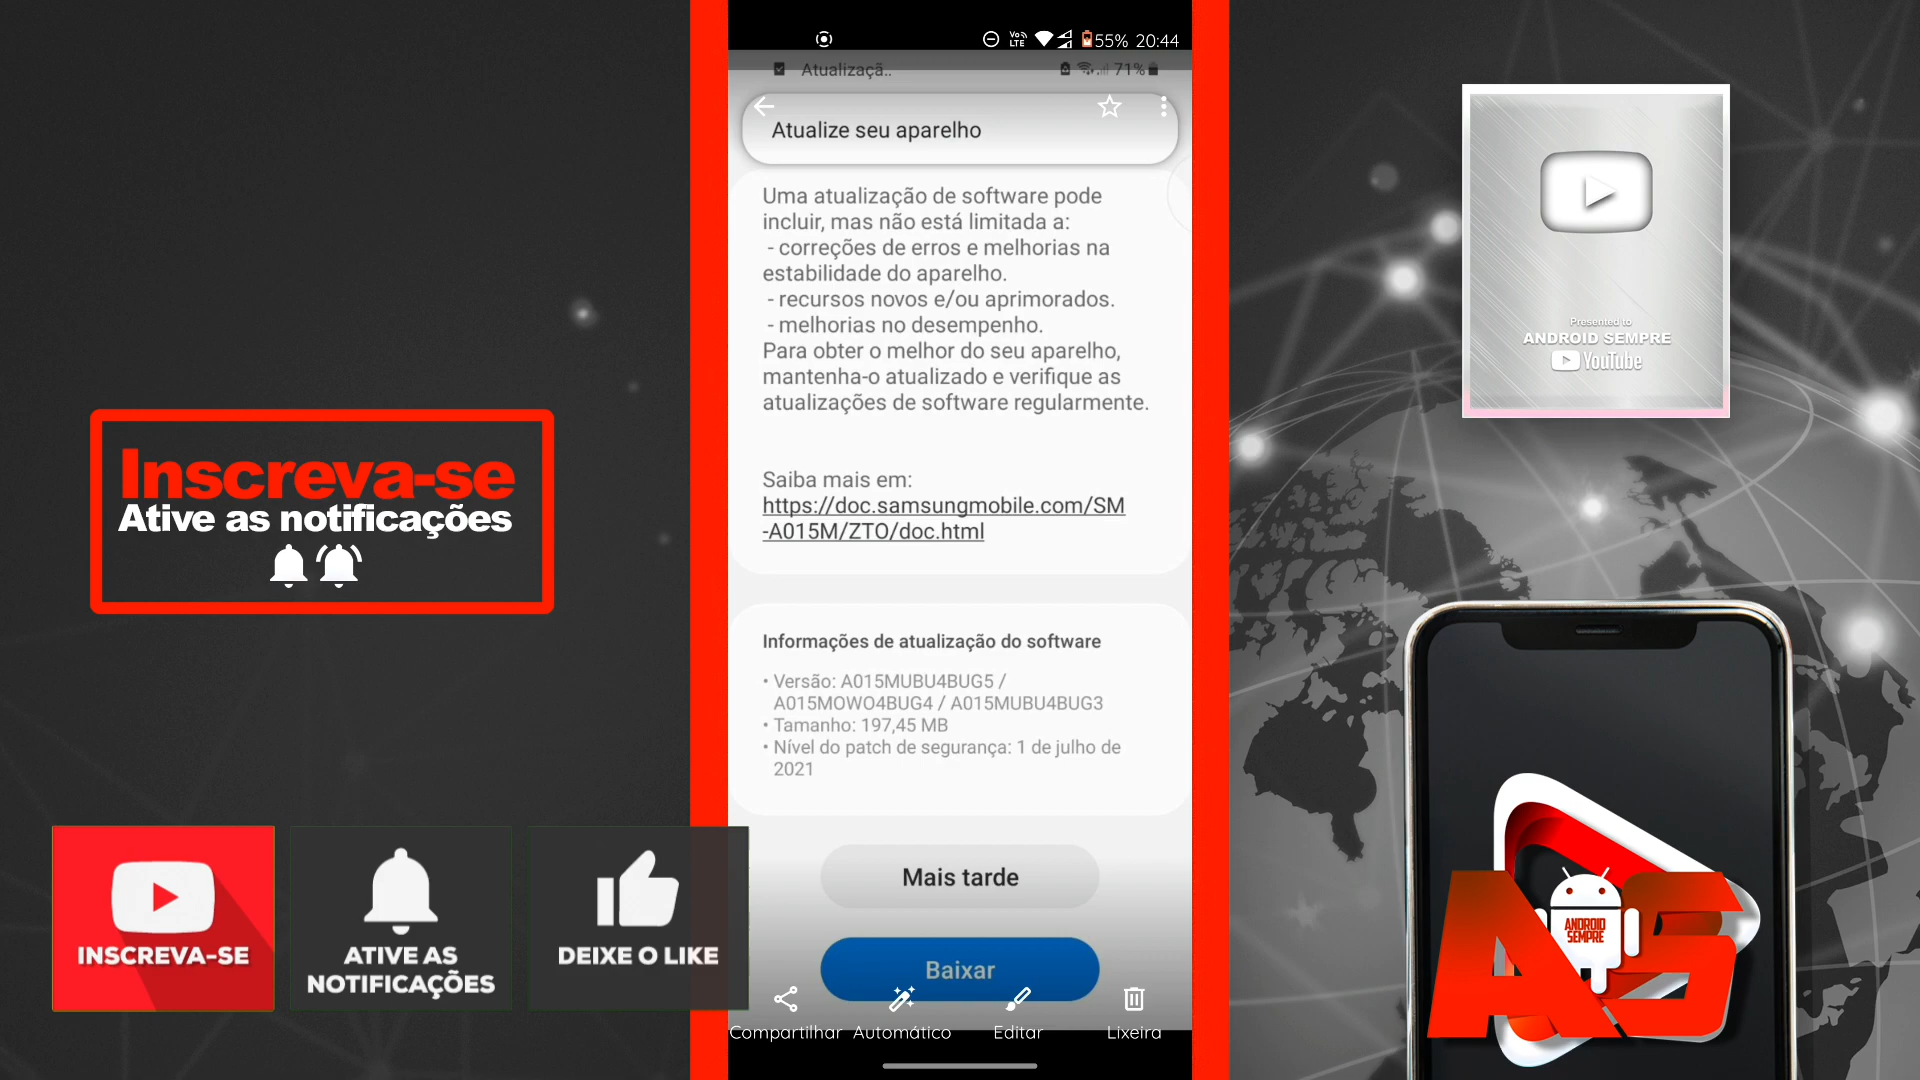 Inscreva-se
Ative as notificações
INSCREVA-SE
ATIVE AS
NOTIFICAÇÕES
DEIXE O LIKE
Vo
LTE
55% 20:44
Atualizaçã..
71%
Atualize seu aparelho
Uma atualização de software pode
incluir, mas não está limitada a:
- correções de erros e melhorias na
estabilidade do aparelho.
- recursos novos e/ou aprimorados.
- melhorias no desempenho.
Para obter o melhor do seu aparelho,
mantenha-o atualizado e verifique as
atualizações de software regularmente.
Saiba mais em:
https://doc.samsungmobile.com/SM
-A015M/ZTO/doc.html
Informações de atualização do software
• Versão: A015MUBU4BUG5 /
A015MOWO4BUG4 / A015MUBU4BUG3
• Tamanho: 197,45 MB
• Nível do patch de segurança: 1 de julho de
2021
Mais tarde
Baixar
Compartilhar Automático Editar Lixeira
Presented to
ANDROID SEMPRE
YouTube
AS
ANDROID
SEMPRE